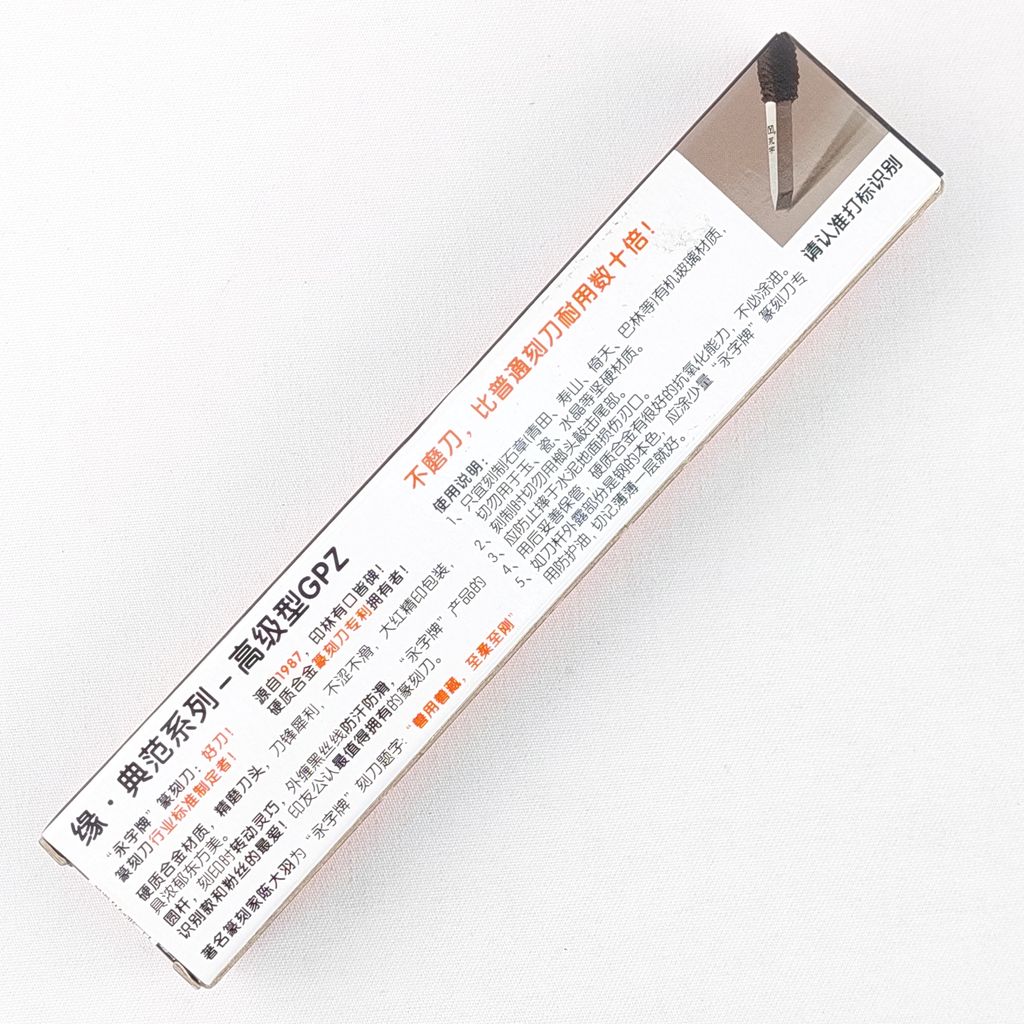 缘·典范系列－高级型GPZ
“永字牌”篆刻刀：好刀！ 源自1987，印林有口皆碑！
篆刻刀行业标准制定者！ 硬质合金篆刻刀专利拥有者！
硬质合金材质，精磨刀头，刀锋犀利，不涩不滑，大红精印包装，
具浓郁东方美。
圆杆，刻印时转动灵巧，外缠黑丝线防汗防滑，“永字牌”产品的
识别款和粉丝的最爱！印友公认最值得拥有的篆刻刀。
著名篆刻家陈大羽为“永字牌”刻刀题字：“善用善藏，至柔至刚”
不磨刀，比普通刻刀耐用数十倍！
使用说明：
1、只宜刻制石章(青田、寿山、倚天、巴林等)有机玻璃材质，
切勿用于玉、瓷、水晶等坚硬材质。
2、刻制时切勿用榔头敲击尾部。
3、应防止摔于水泥地面损伤刃口。
4、用后妥善保管，硬质合金有很好的抗氧化能力，不必涂油。
5、如刀杆外露部份是钢的本色，应涂少量“永字牌”篆刻刀专
用防护油，切记薄薄一层就好。
请认准打标识别